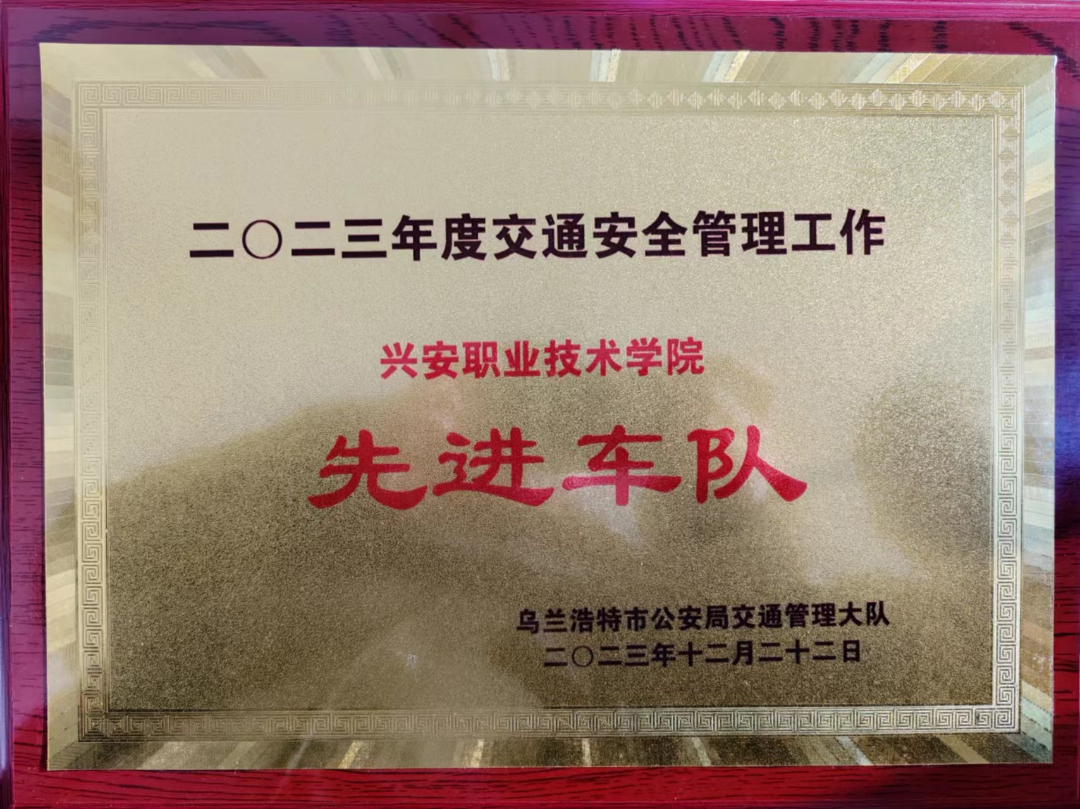 二〇二三年度交通安全管理工作
兴安职业技术学院
先进车队
乌兰浩特市公安局交通管理大队
二〇二三年十二月二十二日